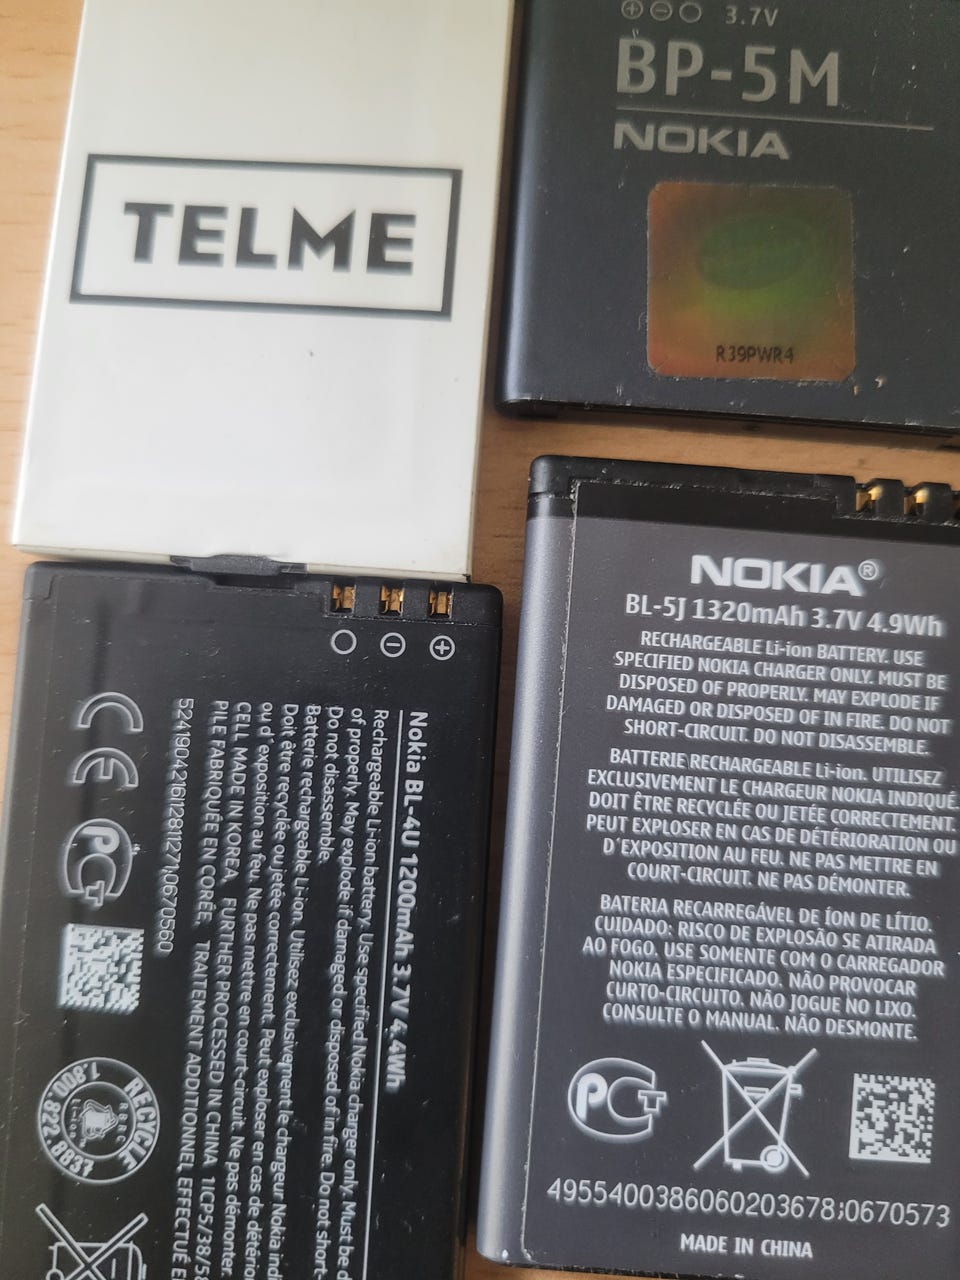 TELME
3.7V
BP-5M
NOKIA
R39PWR4
NOKIA®
BL-5J 1320mAh 3.7V 4.9Wh
RECHARGEABLE Li-ion BATTERY. USE
SPECIFIED NOKIA CHARGER ONLY. MUST BE
DISPOSED OF PROPERLY. MAY EXPLODE IF
DAMAGED OR DISPOSED OF IN FIRE. DO NOT
SHORT-CIRCUIT. DO NOT DISASSEMBLE.
BATTERIE RECHARGEABLE Li-ion. UTILISEZ
EXCLUSIVEMENT LE CHARGEUR NOKIA INDIQUÉ.
DOIT ÊTRE RECYCLÉE OU JETÉE CORRECTEMENT.
PEUT EXPLOSER EN CAS DE DÉTÉRIORATION OU
D'EXPOSITION AU FEU. NE PAS METTRE EN
COURT-CIRCUIT. NE PAS DÉMONTER.
BATERIA RECARREGÁVEL DE ÍON DE LÍTIO.
CUIDADO: RISCO DE EXPLOSÃO SE ATIRADA
AO FOGO. USE SOMENTE COM O CARREGADOR
NOKIA ESPECIFICADO. NÃO PROVOCAR
CURTO-CIRCUITO. NÃO JOGUE NO LIXO.
CONSULTE O MANUAL. NÃO DESMONTE.
4955400386060203678;0670573
MADE IN CHINA
Nokia BL-4U 1200mAh 3.7V 4.4Wh
Rechargeable Li-ion battery. Use specified Nokia charger only. Must be
of properly. May explode if damaged or disposed of in fire. Do not short-
Do not disassemble.
Batterie rechargeable Li-ion. Utilisez exclusivement le chargeur Nokia
Doit être recyclée ou jetée correctement. Peut exploser en cas de
ou d'exposition au feu. Ne pas mettre en court-circuit. Ne pas démonter.
CELL MADE IN KOREA. FURTHER PROCESSED IN CHINA 1ICP5/38/58
PILE FABRIQUÉE EN CORÉE. TRAITEMENT ADDITIONNEL EFFECTUÉ
CE
RECYCLE
RBRC
Li-ion
1.800.822.8837